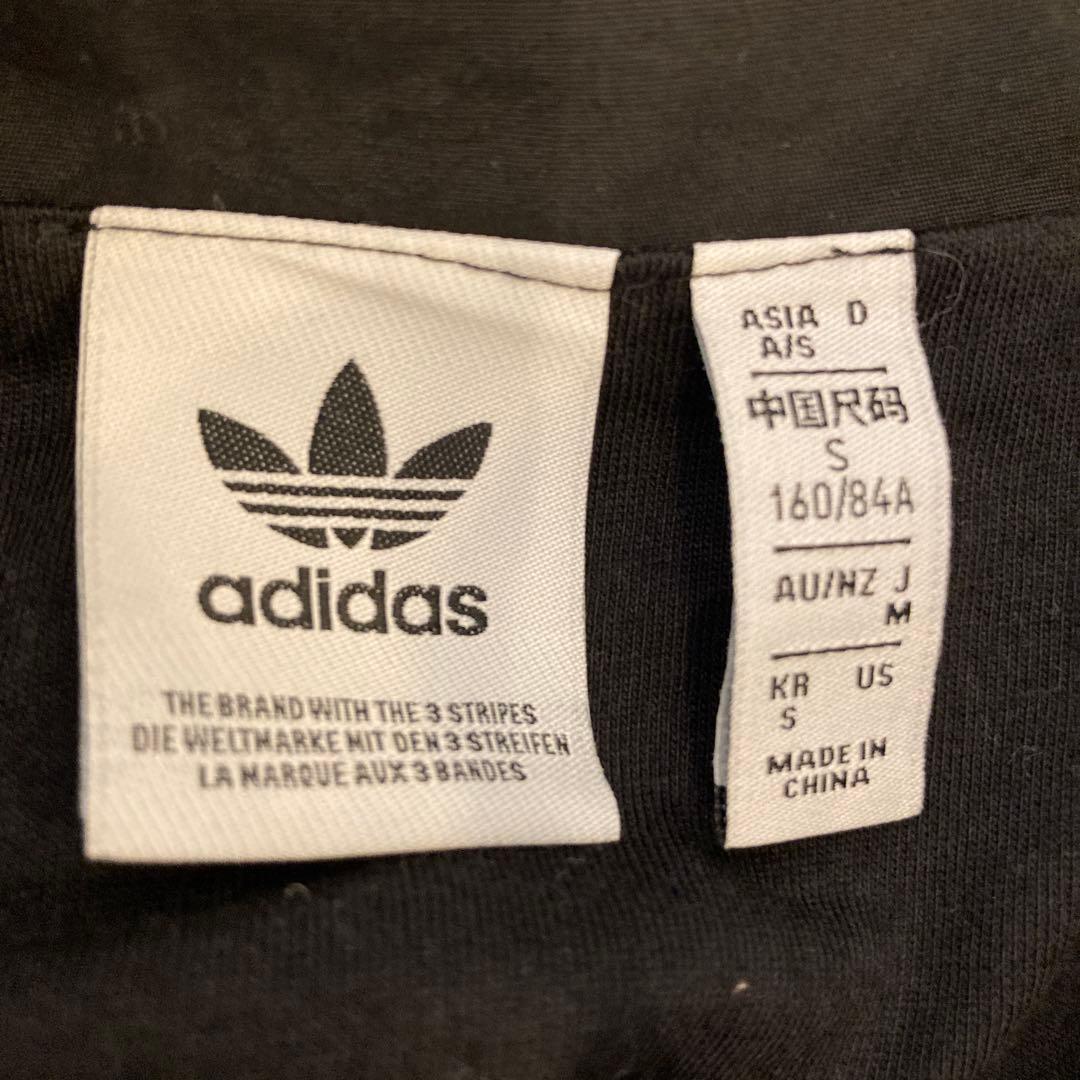 adidas
THE BRAND WITH THE 3 STRIPES
DIE WELTMARKE MIT DEN 3 STREIFEN
LA MARQUE AUX 3 BANDES
ASIA D
A/S
中国尺码
S
160/84A
AU/NZ J
M
KR US
S
MADE IN
CHINA